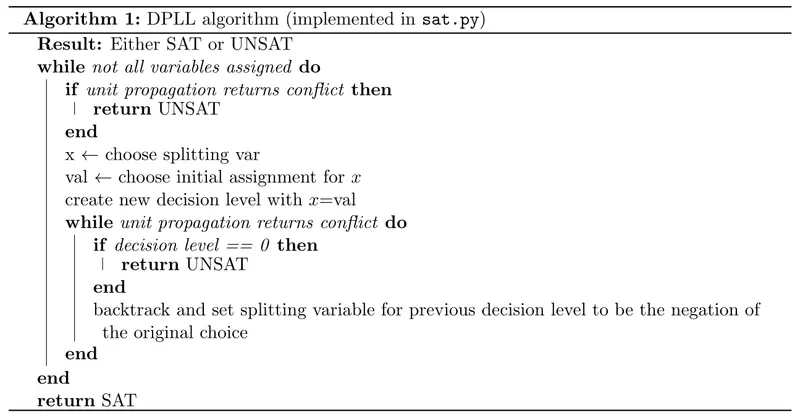 Algorithm 1: DPLL algorithm (implemented in sat.py)
Result: Either SAT or UNSAT
while not all variables assigned do
if unit propagation returns conflict then
return UNSAT
end
x ← choose splitting var
val ← choose initial assignment for x
create new decision level with x=val
while unit propagation returns conflict do
if decision level == 0 then
return UNSAT
end
backtrack and set splitting variable for previous decision level to be the negation of
the original choice
end
end
return SAT